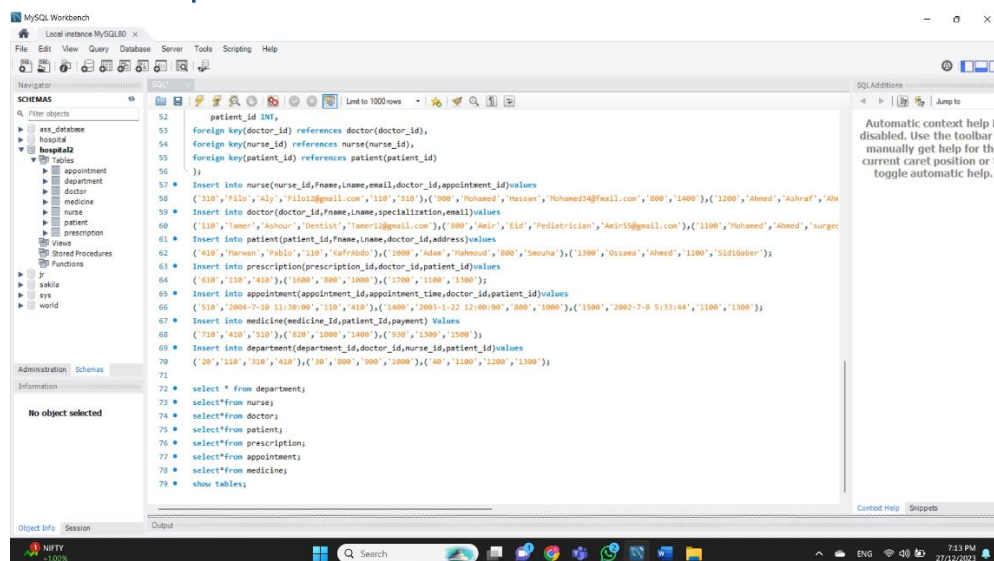 MySQL Workbench
Local instance MySQL80 ×
File Edit View Query Database Server Tools Scripting Help
Navigator
SQL Additions
SCHEMAS
Limit to 1000 rows
Jump to
Filter objects
ass_database
hospital
hospital2
Tables
appointment
department
doctor
medicine
nurse
patient
prescription
Views
Stored Procedures
Functions
jr
sakila
sys
world
Administration Schemas
Information
No object selected
Object Info Session
52 patient_id INT,
53 foreign key(doctor_id) references doctor(doctor_id),
54 foreign key(nurse_id) references nurse(nurse_id),
55 foreign key(patient_id) references patient(patient_id)
56 );
57 Insert into nurse(nurse_id,Fname,Lname,email,doctor_id,appointment_id)values
58 ('310','Filo','Aly','Filo12@gmail.com','110','510'),('900','Mohamed','Hassan','Mohamed34@fmail.com','800','1400'),('1200','Ahmed','Ashraf','Ahm
59 Insert into doctor(doctor_id,Fname,Lname,specialization,email)values
60 ('110','Tamer','Ashour','Dentist','Tamer12@gmail.com'),('800','Amir','Eid','Pediatrician','Amir55@gmail.com'),('1100','Mohamed','Ahmed','surgeo
61 Insert into patient(patient_id,Fname,Lname,doctor_id,address)values
62 ('410','Marwan','Pablo','110','KafrAbdo'),('1000','Adam','Mahmoud','800','Smouha'),('1300','Ossama','Ahmed','1100','SidiGaber');
63 Insert into prescription(prescription_id,doctor_id,patient_id)values
64 ('610','110','410'),('1600','800','1000'),('1700','1100','1300');
65 Insert into appointment(appointment_id,appointment_time,doctor_id,patient_id)values
66 ('510','2004-7-10 11:30:00','110','410'),('1400','2003-1-22 12:00:00','800','1000'),('1500','2002-7-8 5:33:44','1100','1300');
67 Insert into medicine(medicine_Id,patient_Id,payment) Values
68 ('710','410','510'),('820','1000','1400'),('930','1300','1500');
69 Insert into department(department_id,doctor_id,nurse_id,patient_id)values
70 ('20','110','310','410'),('30','800','900','1000'),('40','1100','1200','1300');
71
72 select * from department;
73 select*from nurse;
74 select*from doctor;
75 select*from patient;
76 select*from prescription;
77 select*from appointment;
78 select*from medicine;
79 show tables;
Automatic context help i
disabled. Use the toolbar
manually get help for th
current caret position or
toggle automatic help.
Context Help Snippets
Output
1
NIFTY
-1.00%
Search
ENG
7:13 PM
27/12/2023